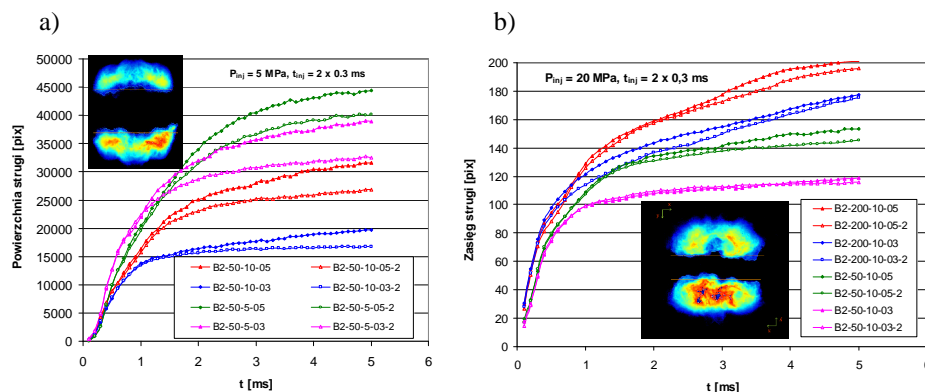 a)
b)
P inj = 5 MPa, t inj = 2 x 0.3 ms
Powierzchnia strugi [pix]
50000
45000
40000
35000
30000
25000
20000
15000
10000
5000
0
0 1 2 3 4 5 6
t [ms]
B2-50-10-05 B2-50-10-05-2
B2-50-10-03 B2-50-10-03-2
B2-50-5-05 B2-50-5-05-2
B2-50-5-03 B2-50-5-03-2
P inj = 20 MPa, t inj = 2 x 0,3 ms
Zasięg strugi [pix]
200
180
160
140
120
100
80
60
40
20
0
0 1 2 3 4 5 6
t [ms]
B2-200-10-05
B2-200-10-05-2
B2-200-10-03
B2-200-10-03-2
B2-50-10-05
B2-50-10-05-2
B2-50-10-03
B2-50-10-03-2